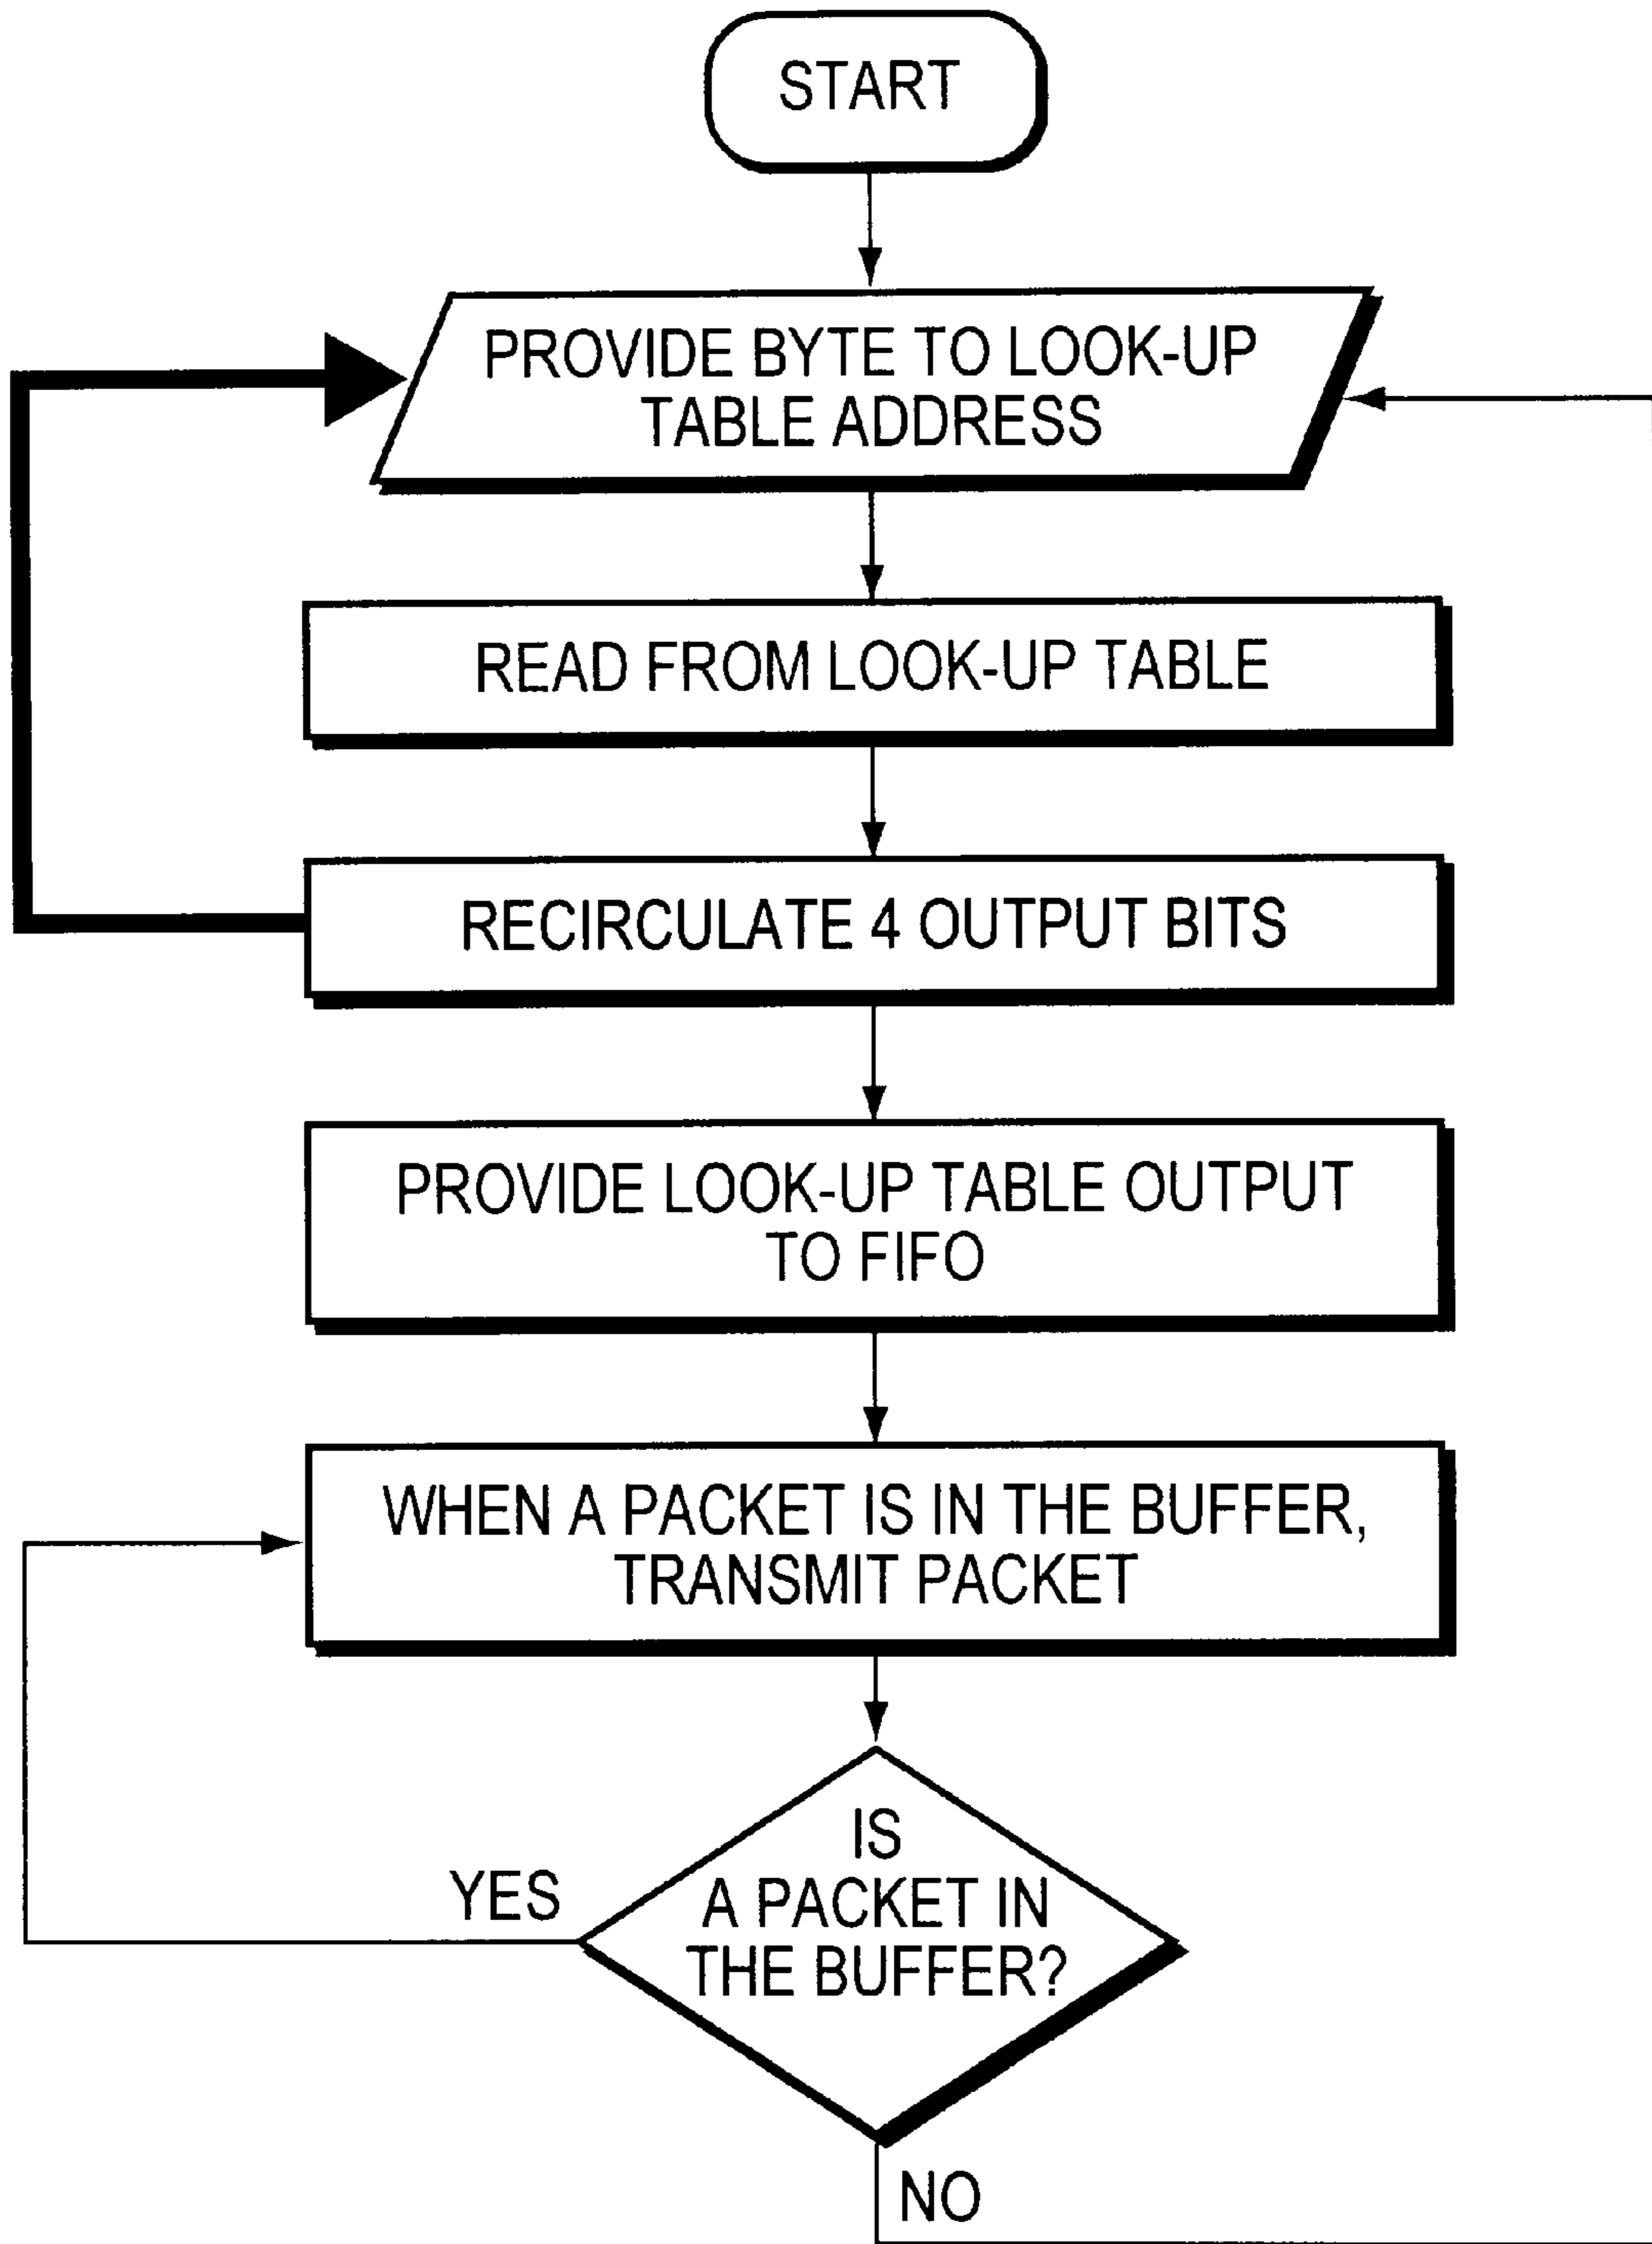 START
PROVIDE BYTE TO LOOK-UP
TABLE ADDRESS
READ FROM LOOK-UP TABLE
RECIRCULATE 4 OUTPUT BITS
PROVIDE LOOK-UP TABLE OUTPUT
TO FIFO
WHEN A PACKET IS IN THE BUFFER,
TRANSMIT PACKET
IS
A PACKET IN
THE BUFFER?
YES
NO